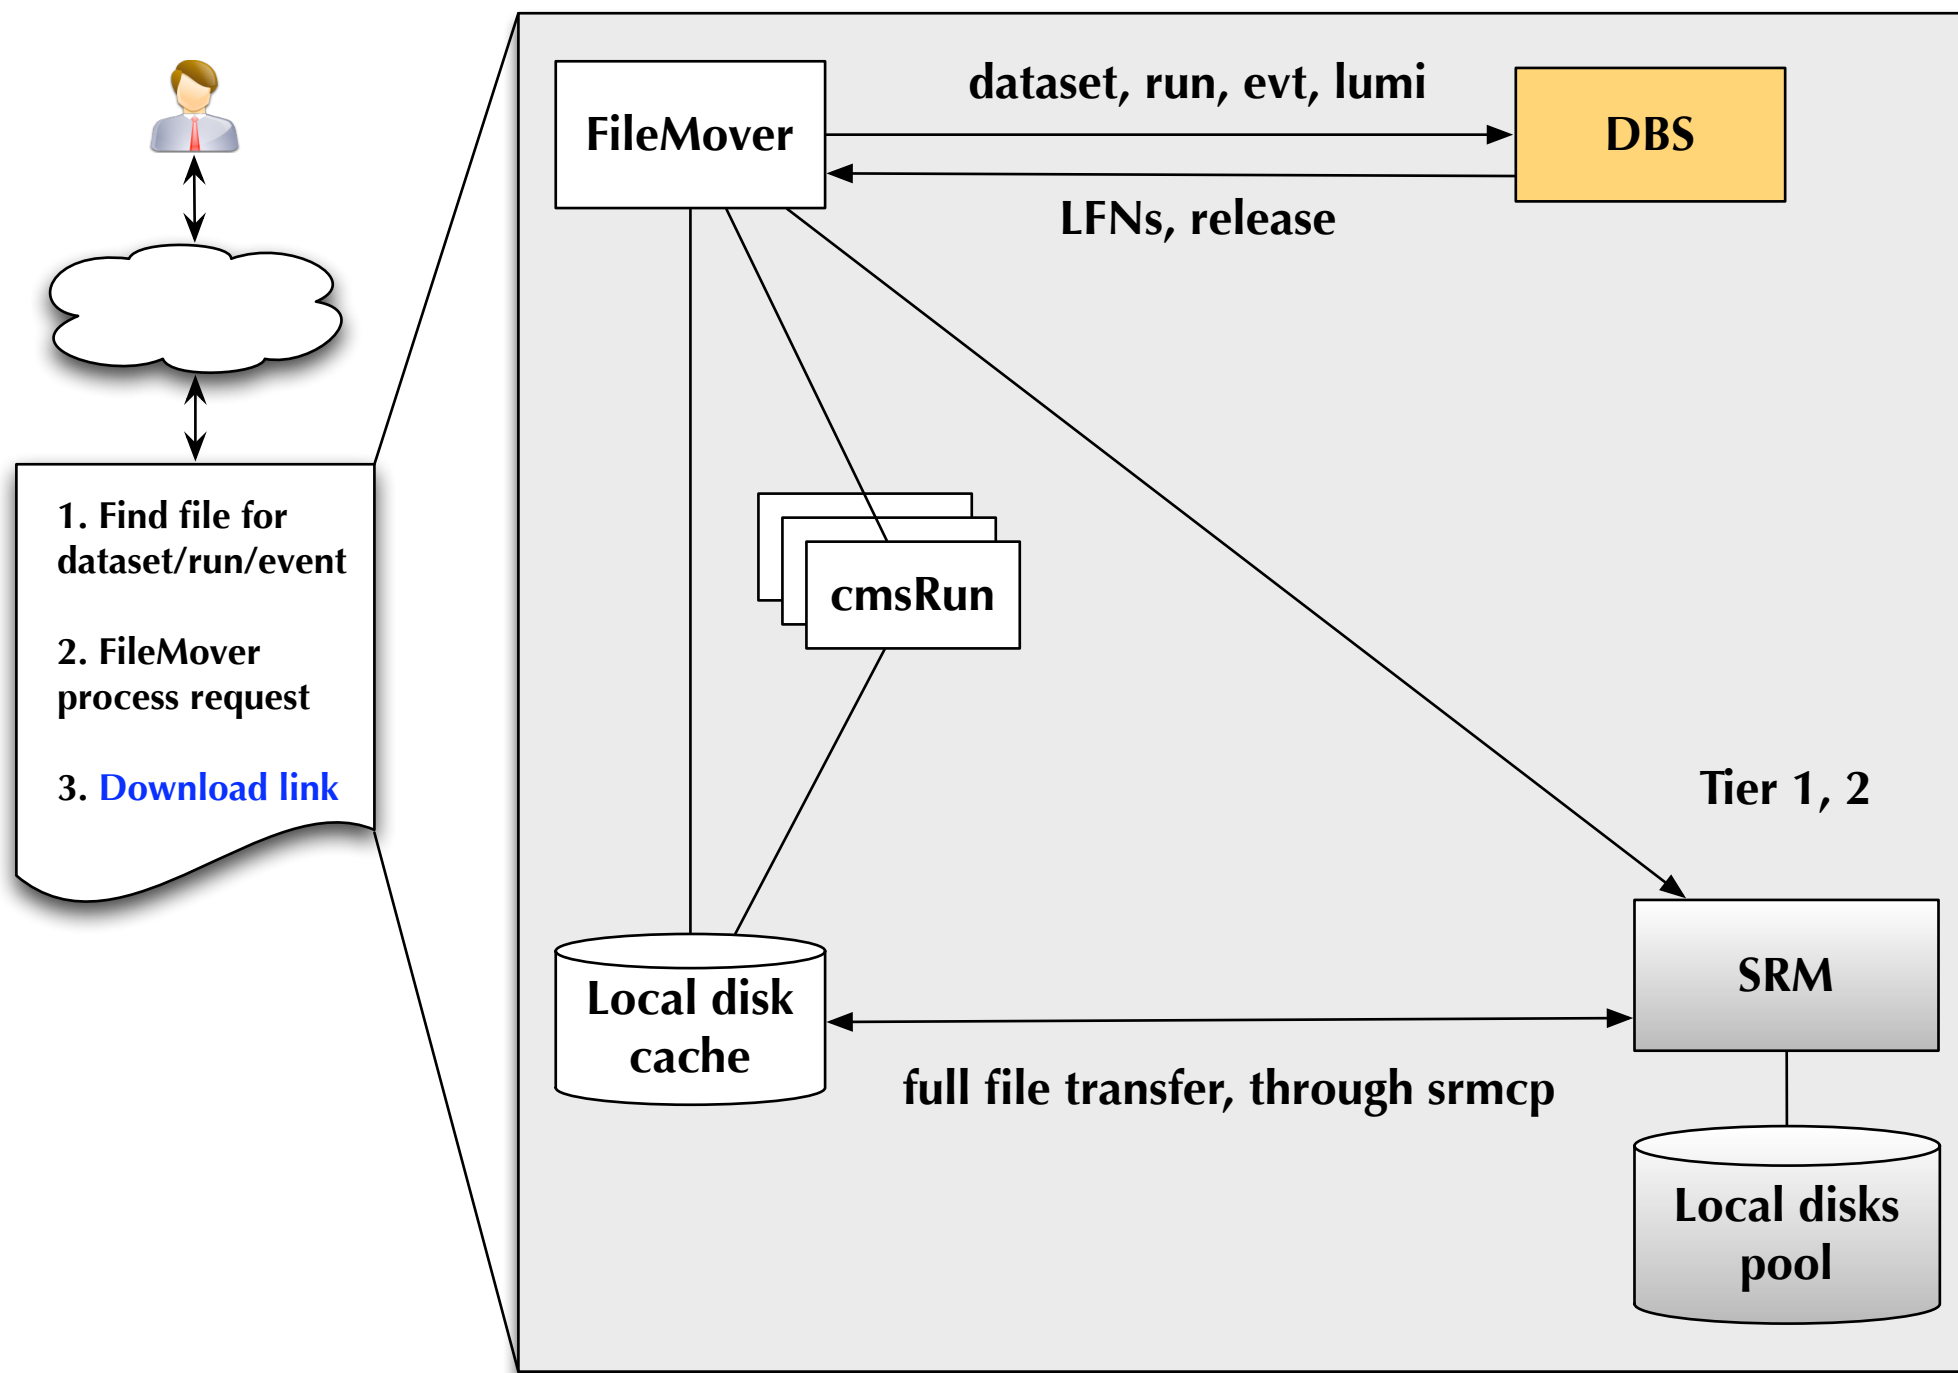 1. Find file for
dataset/run/event
2. FileMover
process request
3. Download link
FileMover
dataset, run, evt, lumi
DBS
LFNs, release
cmsRun
Tier 1, 2
SRM
Local disk
cache
full file transfer, through srmcp
Local disks
pool